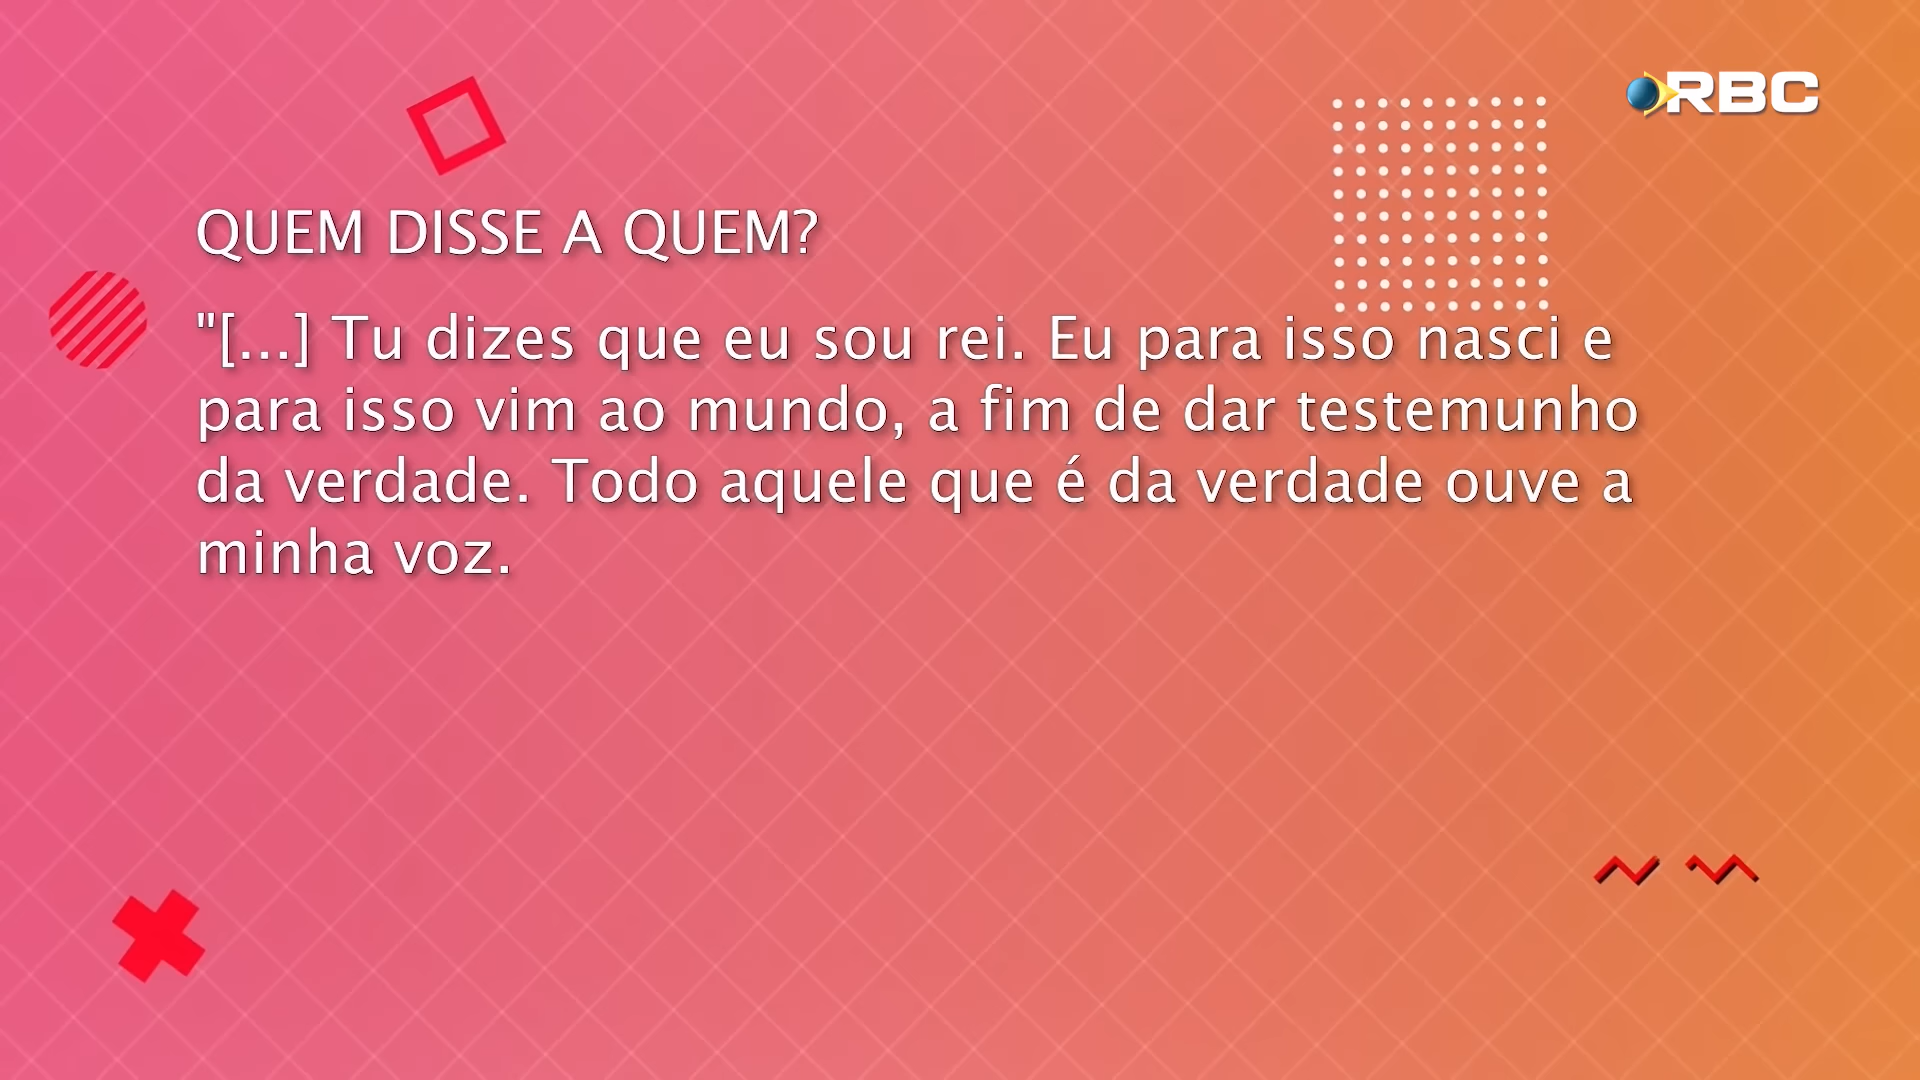 RBC
QUEM DISSE A QUEM?
"[...] Tu dizes que eu sou rei. Eu para isso nasci e
para isso vim ao mundo, a fim de dar testemunho
da verdade. Todo aquele que é da verdade ouve a
minha voz.